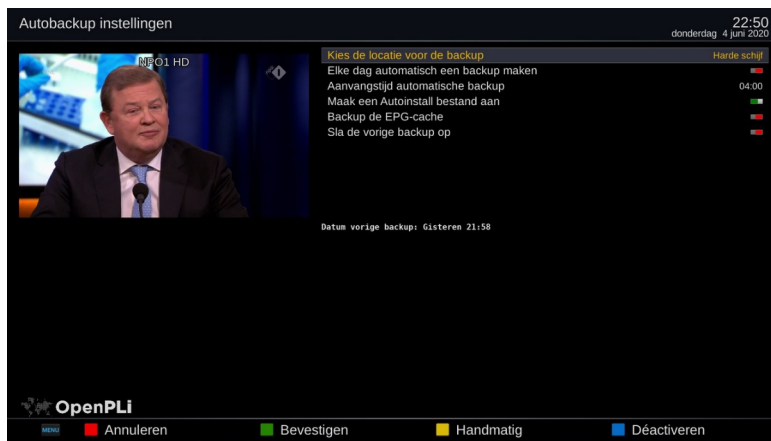 Autobackup instellingen
22:50
donderdag 4 juni 2020
NPO1 HD
Kies de locatie voor de backup Harde schijf
Elke dag automatisch een backup maken
Aanvangstijd automatische backup 04:00
Maak een Autoinstall bestand aan
Backup de EPG-cache
Sla de vorige backup op
Datum vorige backup: Gisteren 21:58
OpenPLi
MENU Annuleren Bevestigen Handmatig Déactiveren